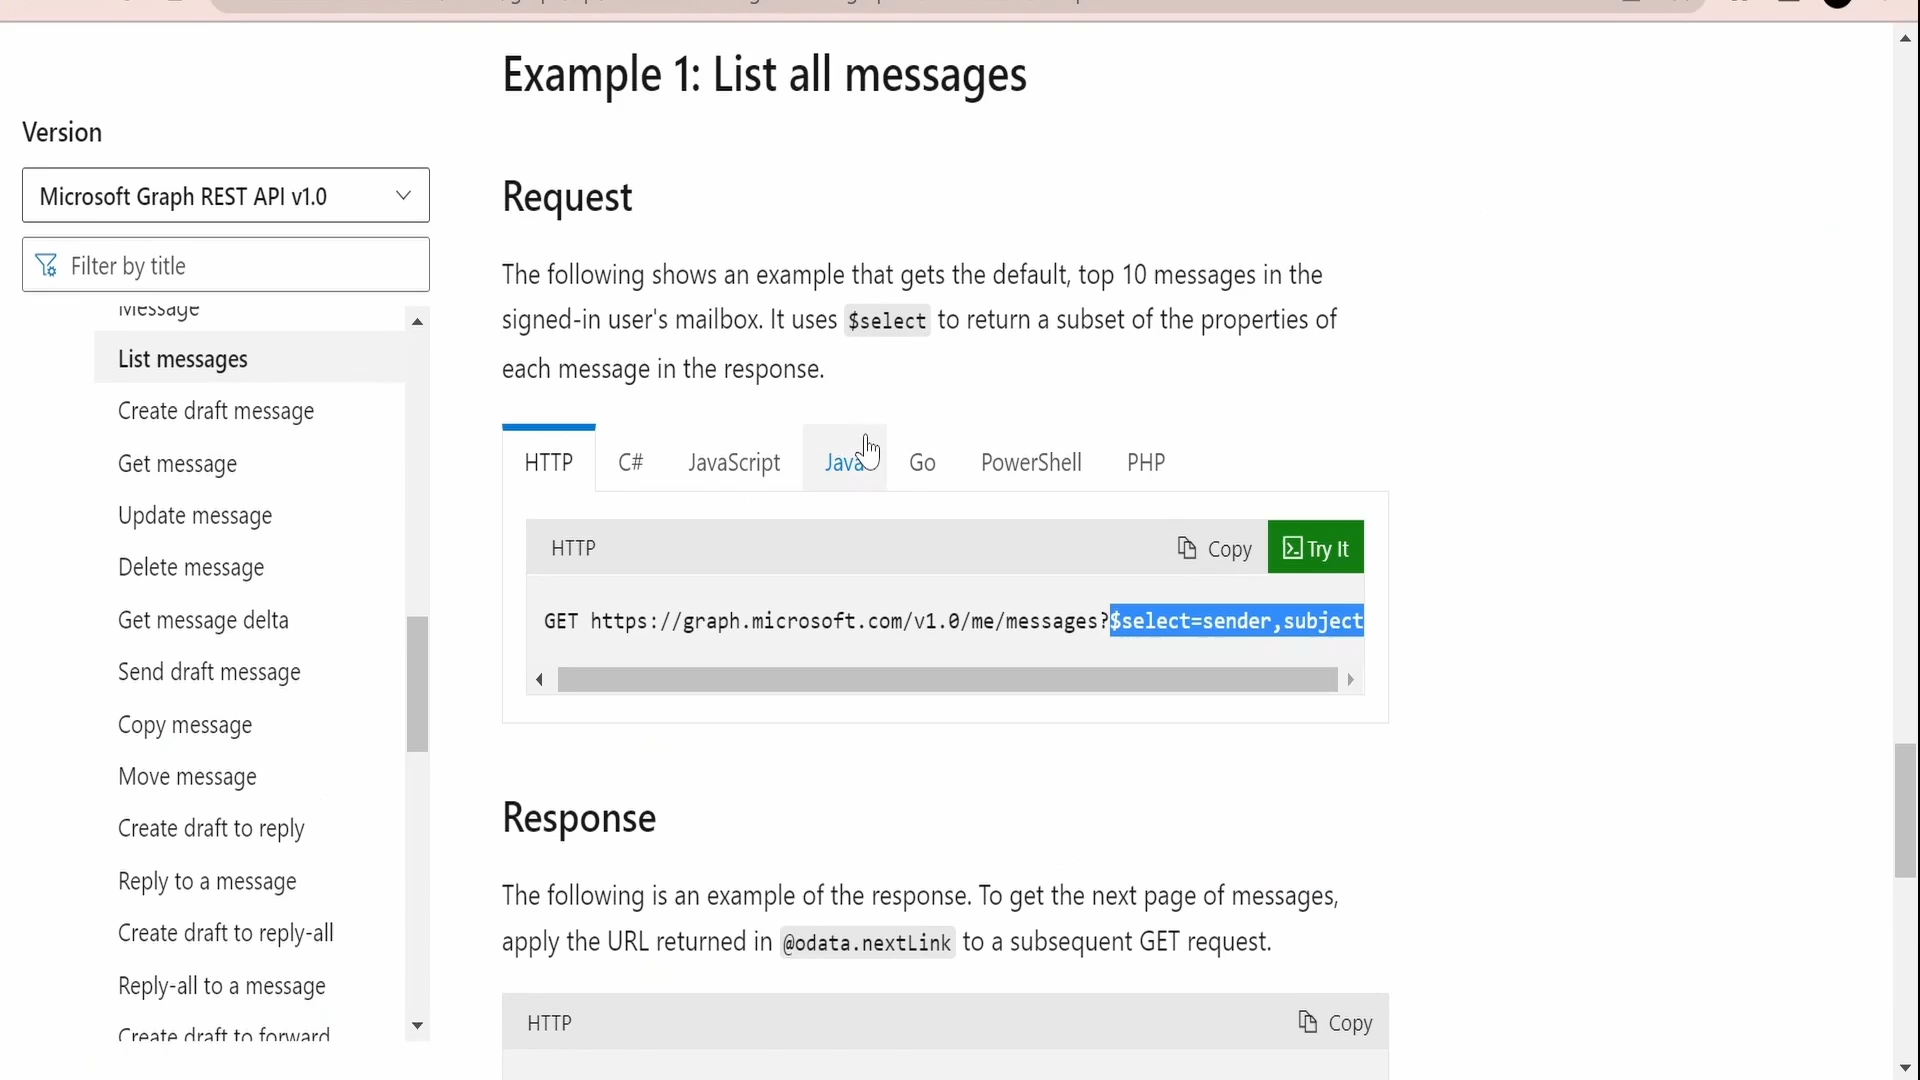 Example 1: List all messages
Version
Microsoft Graph REST API v1.0
Filter by title
Message
List messages
Create draft message
Get message
Update message
Delete message
Get message delta
Send draft message
Copy message
Move message
Create draft to reply
Reply to a message
Create draft to reply-all
Reply-all to a message
Create draft to forward
Request
The following shows an example that gets the default, top 10 messages in the
signed-in user's mailbox. It uses $select to return a subset of the properties of
each message in the response.
HTTP C# JavaScript Java Go PowerShell PHP
HTTP Copy Try It
GET https://graph.microsoft.com/v1.0/me/messages?$select=sender,subject
Response
The following is an example of the response. To get the next page of messages,
apply the URL returned in @odata.nextLink to a subsequent GET request.
HTTP Copy